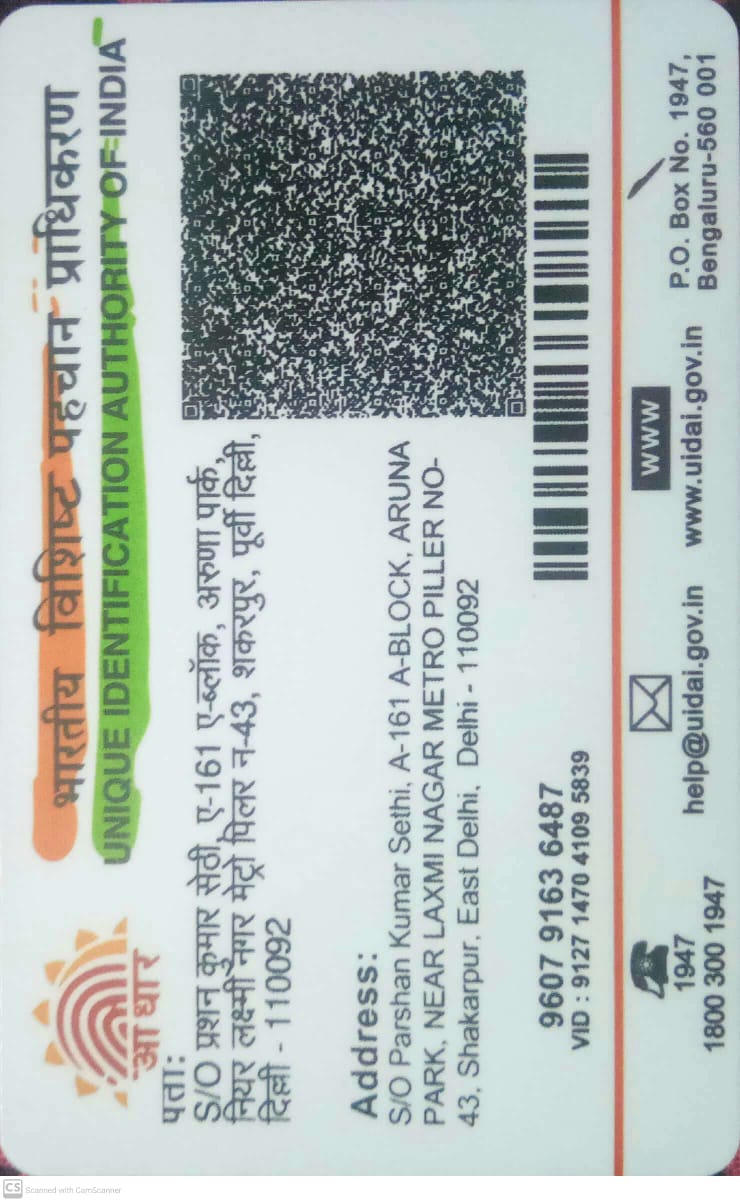 भारतीय विशिष्ट पहचान प्राधिकरण
UNIQUE IDENTIFICATION AUTHORITY OF INDIA
आधार
पता:
S/O प्रशन कुमार सेठी, ए-161 ए-ब्लॉक, अरुणा पार्क,
नियर लक्ष्मी नगर मेट्रो पिलर न-43, शकरपुर, पूर्वी दिल्ली,
दिल्ली - 110092
Address:
S/O Parshan Kumar Sethi, A-161 A-BLOCK, ARUNA
PARK, NEAR LAXMI NAGAR METRO PILLER NO-
43, Shakarpur, East Delhi, Delhi - 110092
9607 9163 6487
VID : 9127 1470 4109 5839
1947
1800 300 1947
help@uidai.gov.in
WWW
www.uidai.gov.in
P.O. Box No. 1947,
Bengaluru-560 001
CS Scanned with CamScanner